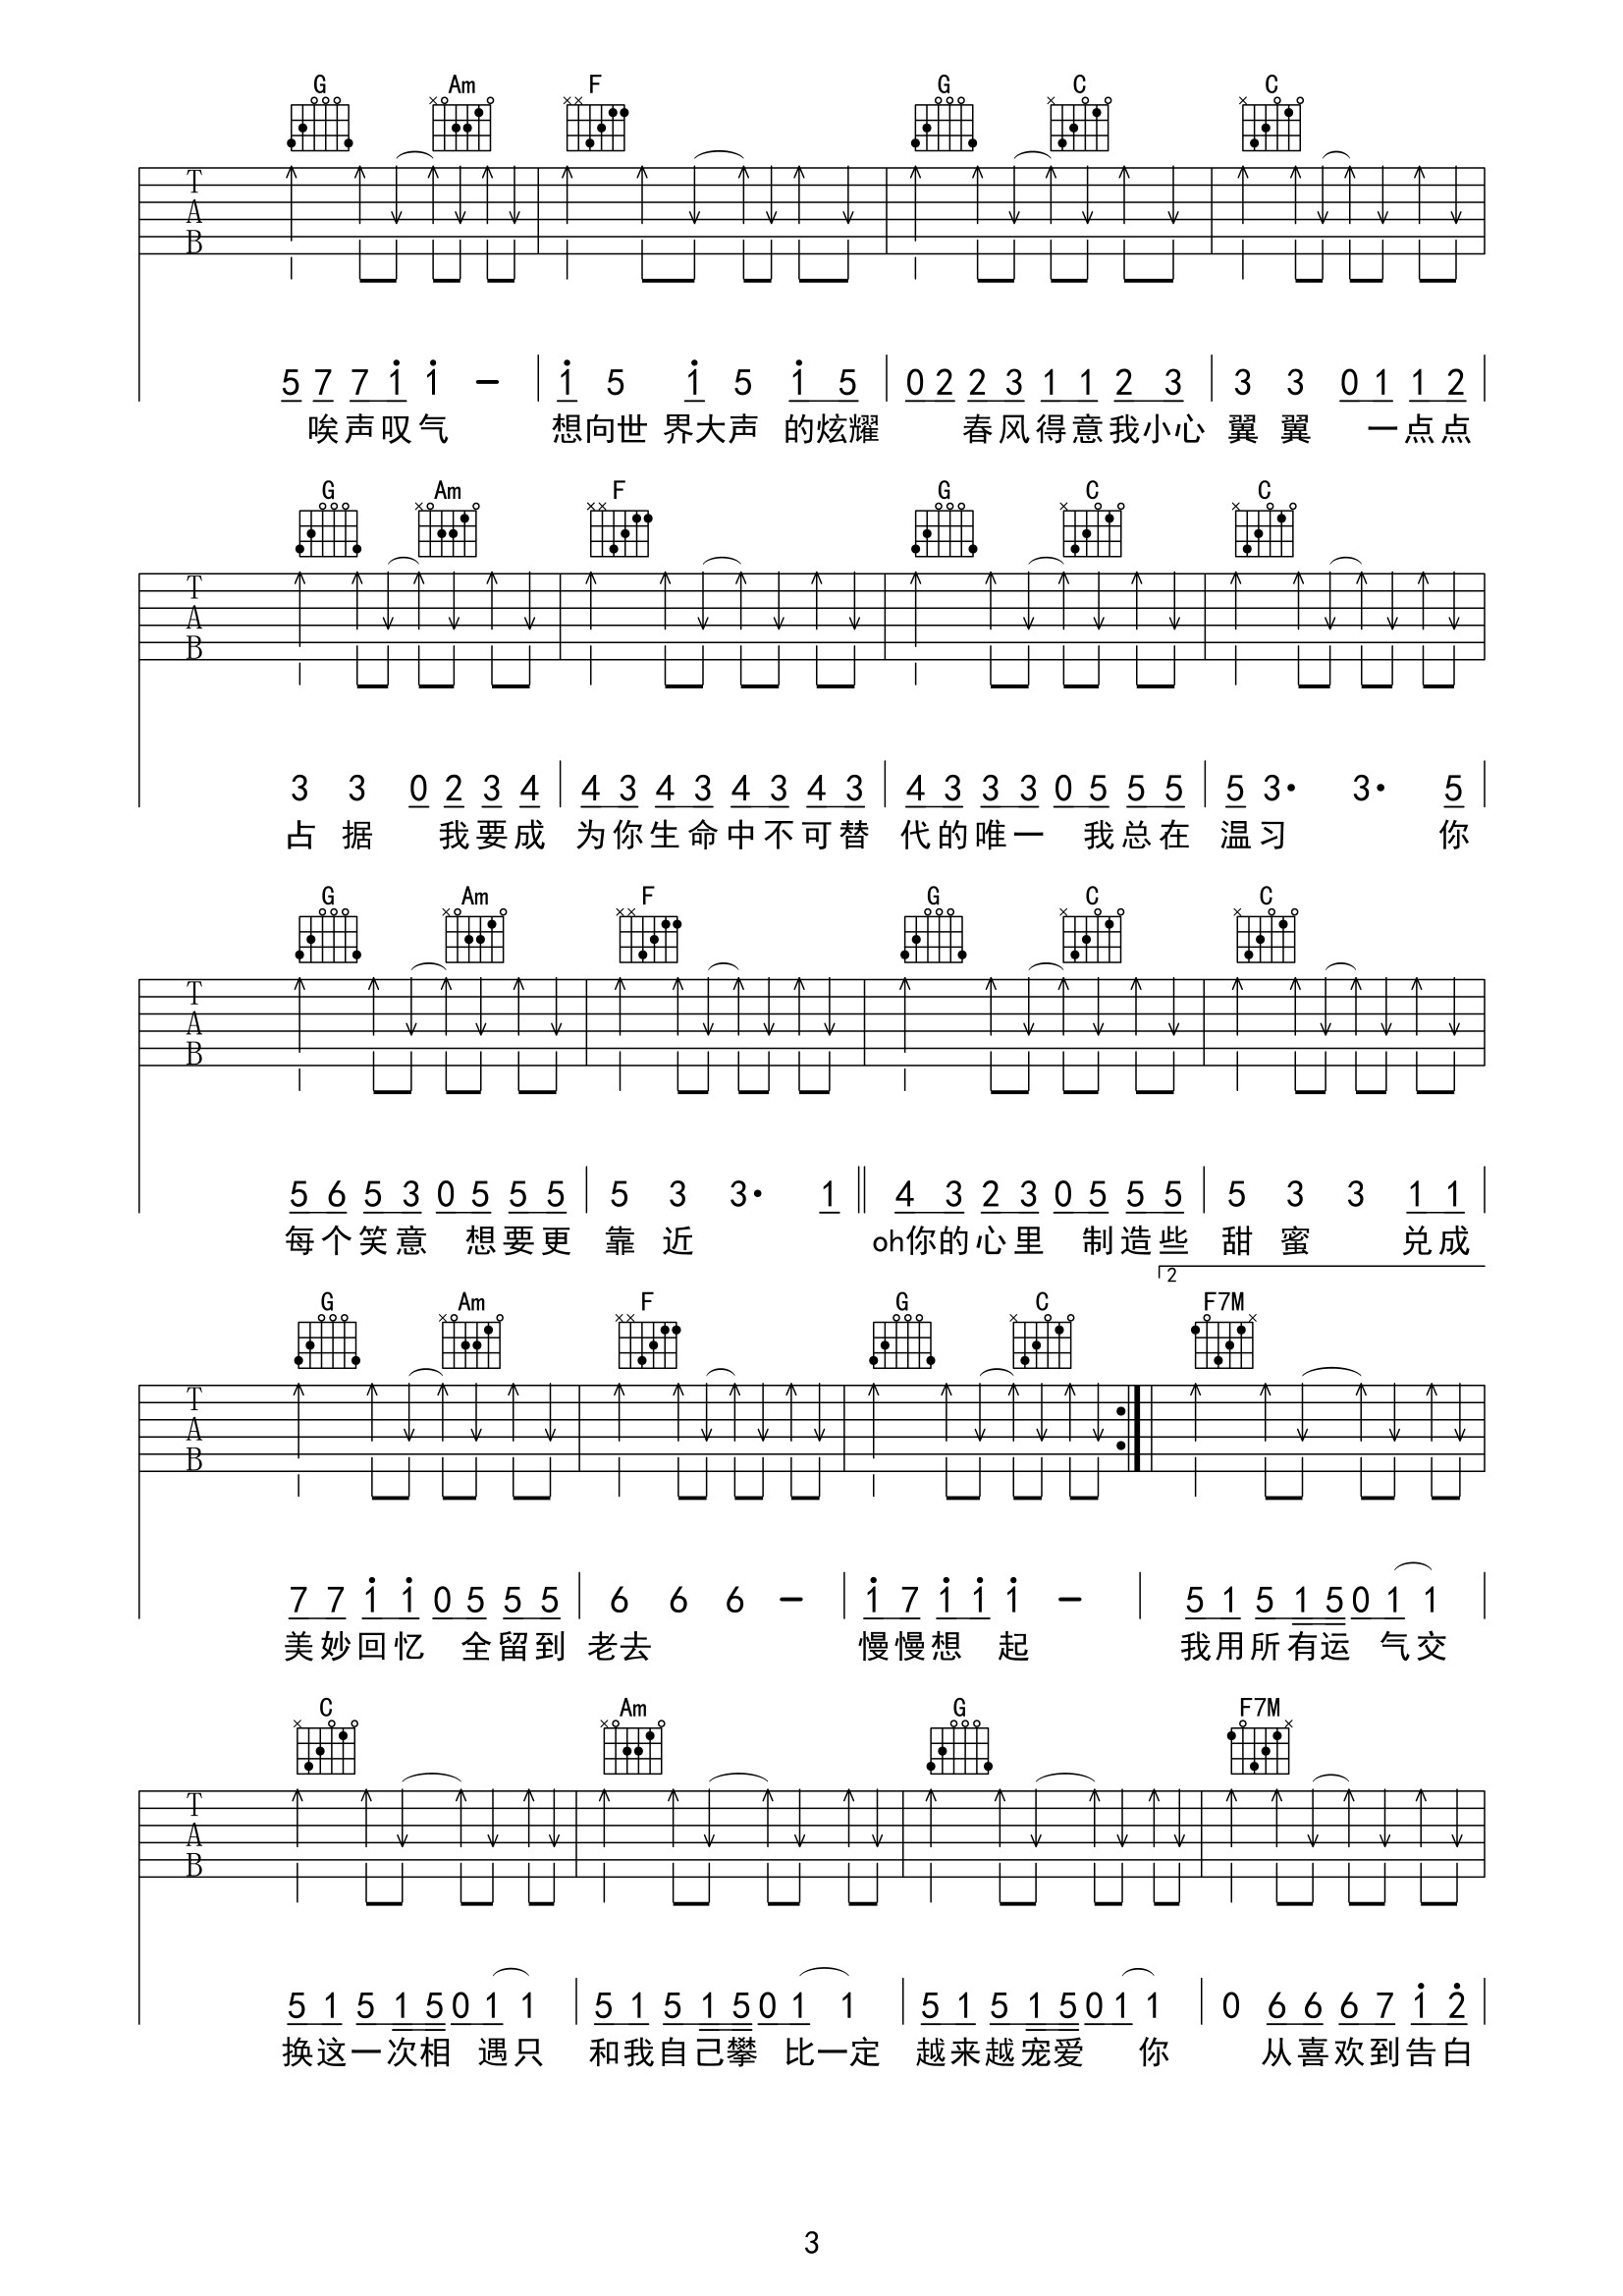 G Am F G C C
T
A
B
5 7 7 1 1 - 1 5 1 5 1 5 0 2 2 3 1 1 2 3 3 3 0 1 1 2
唉声叹气 想向世界大声 的炫耀 春风得意我小心 翼翼 一点点
G Am F G C C
T
A
B
3 3 0 2 3 4 4 3 4 3 4 3 4 3 4 3 3 3 0 5 5 5 5 3· 3· 5
占据 我要成 为你生命中不可替 代的唯一 我总在 温习 你
G Am F G C C
T
A
B
5 6 5 3 0 5 5 5 5 3 3· 1 4 3 2 3 0 5 5 5 5 3 3 1 1
每个笑意 想要更 靠近 oh你的心里 制造些 甜蜜 兑成
2
G Am F G C F7M
T
A
B
7 7 1 1 0 5 5 5 6 6 6 - 1 7 1 1 1 - 5 1 5 1 5 0 1 1
美妙回忆 全留到 老去 慢慢想 起 我用所有运 气交
C Am G F7M
T
A
B
5 1 5 1 5 0 1 1 5 1 5 1 5 0 1 1 5 1 5 1 5 0 1 1 0 6 6 6 7 1 2
换这一次相 遇只 和我自己攀 比一定 越来越宠爱 你 从喜欢到告白
3